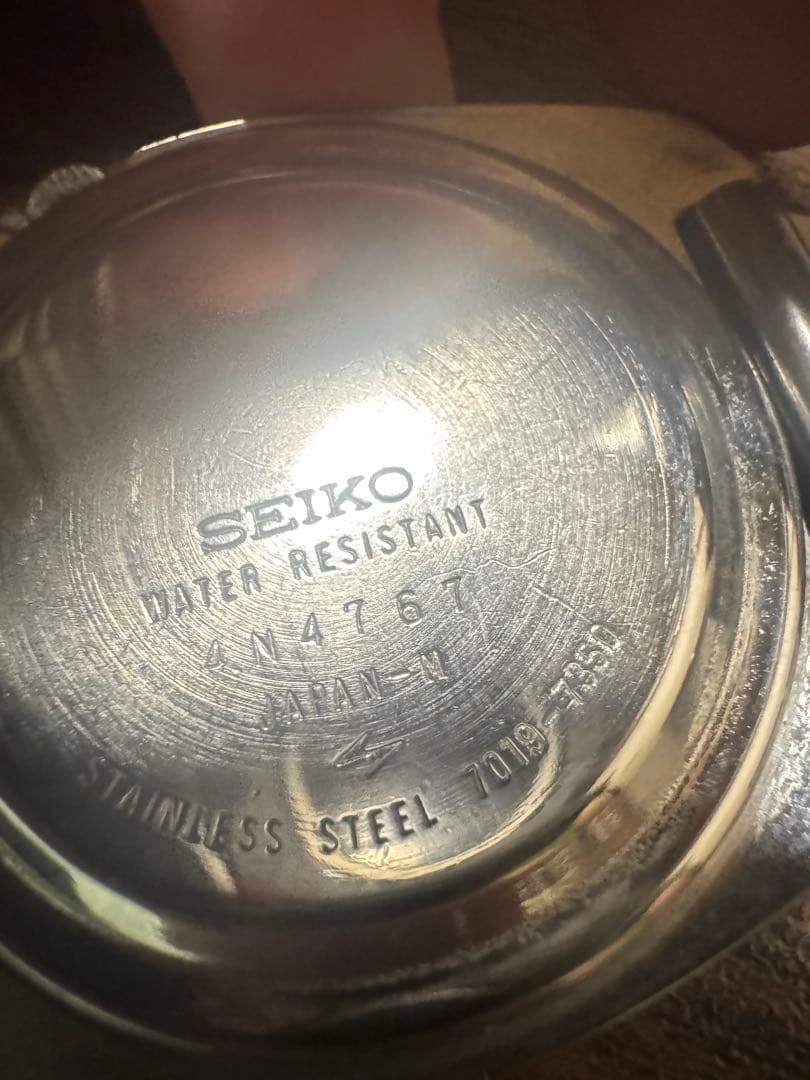 SEIKO
WATER RESISTANT
4N4767
JAPAN-N
STAINLESS STEEL 7019-7350